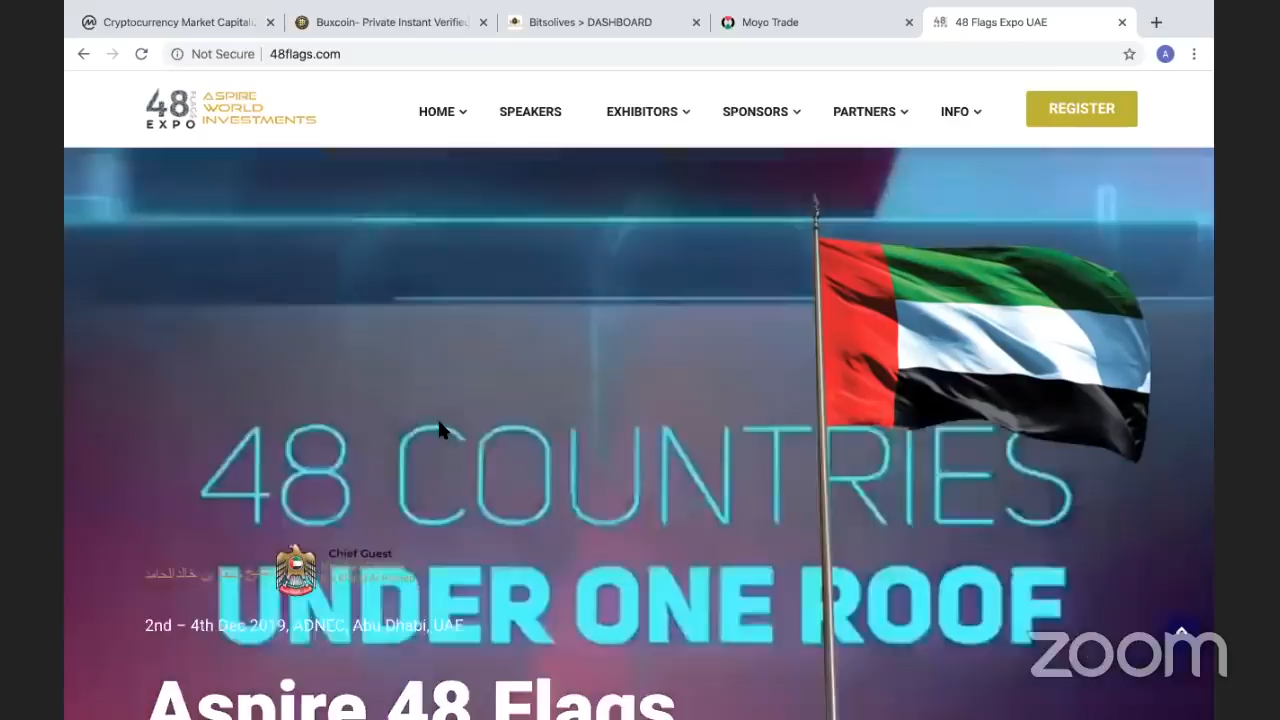 Cryptocurrency Market Capitali
Buxcoin- Private Instant Verified
Bitsolives > DASHBOARD
Moyo Trade
48 Flags Expo UAE
Not Secure
48flags.com
A
48 FLAGS
EXPO
ASPIRE
WORLD
INVESTMENTS
HOME
SPEAKERS
EXHIBITORS
SPONSORS
PARTNERS
INFO
REGISTER
48 COUNTRIES
Chief Guest
UNDER ONE ROOF
2nd – 4th Dec 2019, ADNEC, Abu Dhabi, UAE
zoom
Aspire 48 Flags